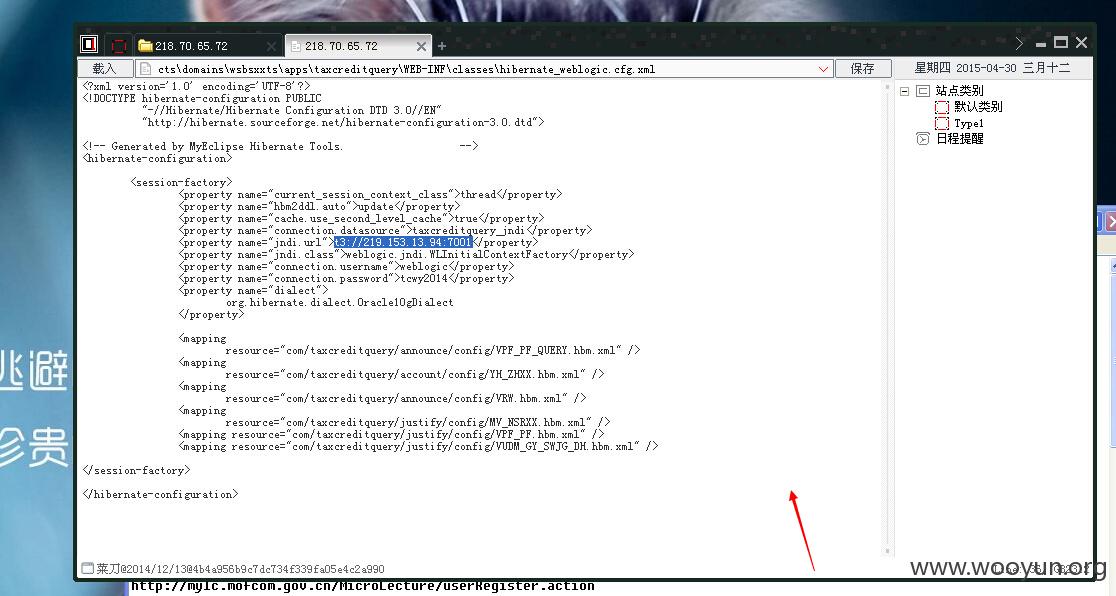 218.70.65.72
218.70.65.72
载入
cts\domains\wsbsxxts\apps\taxcreditquery\WEB-INF\classes\hibernate_weblogic.cfg.xml
保存
星期四 2015-04-30 三月十二
<?xml version='1.0' encoding='UTF-8'?>
<!DOCTYPE hibernate-configuration PUBLIC
"-//Hibernate/Hibernate Configuration DTD 3.0//EN"
"http://hibernate.sourceforge.net/hibernate-configuration-3.0.dtd">
<!-- Generated by MyEclipse Hibernate Tools. -->
<hibernate-configuration>
<session-factory>
<property name="current_session_context_class">thread</property>
<property name="hbm2ddl.auto">update</property>
<property name="cache.use_second_level_cache">true</property>
<property name="connection.datasource">taxcreditquery_jndi</property>
<property name="jndi.url">t3://219.153.13.94:7001</property>
<property name="jndi.class">weblogic.jndi.WLInitialContextFactory</property>
<property name="connection.username">weblogic</property>
<property name="connection.password">tcwy2014</property>
<property name="dialect">
org.hibernate.dialect.Oracle10gDialect
</property>
<mapping
resource="com/taxcreditquery/announce/config/VPF_PF_QUERY.hbm.xml" />
<mapping
resource="com/taxcreditquery/account/config/YH_ZHXX.hbm.xml" />
<mapping
resource="com/taxcreditquery/announce/config/VRW.hbm.xml" />
<mapping
resource="com/taxcreditquery/justify/config/MV_NSRXX.hbm.xml" />
<mapping resource="com/taxcreditquery/justify/config/VPF_PF.hbm.xml" />
<mapping resource="com/taxcreditquery/justify/config/VUDM_GY_SWJG_DH.hbm.xml" />
</session-factory>
</hibernate-configuration>
站点类别
默认类别
Type1
日程提醒
逃避
珍贵
菜刀@2014/12/13@4b4a956b9c7dc734f339fa05e4c2a990
www.wooyun.org
http://mylc.mofcom.gov.cn/MicroLecture/userRegister.action